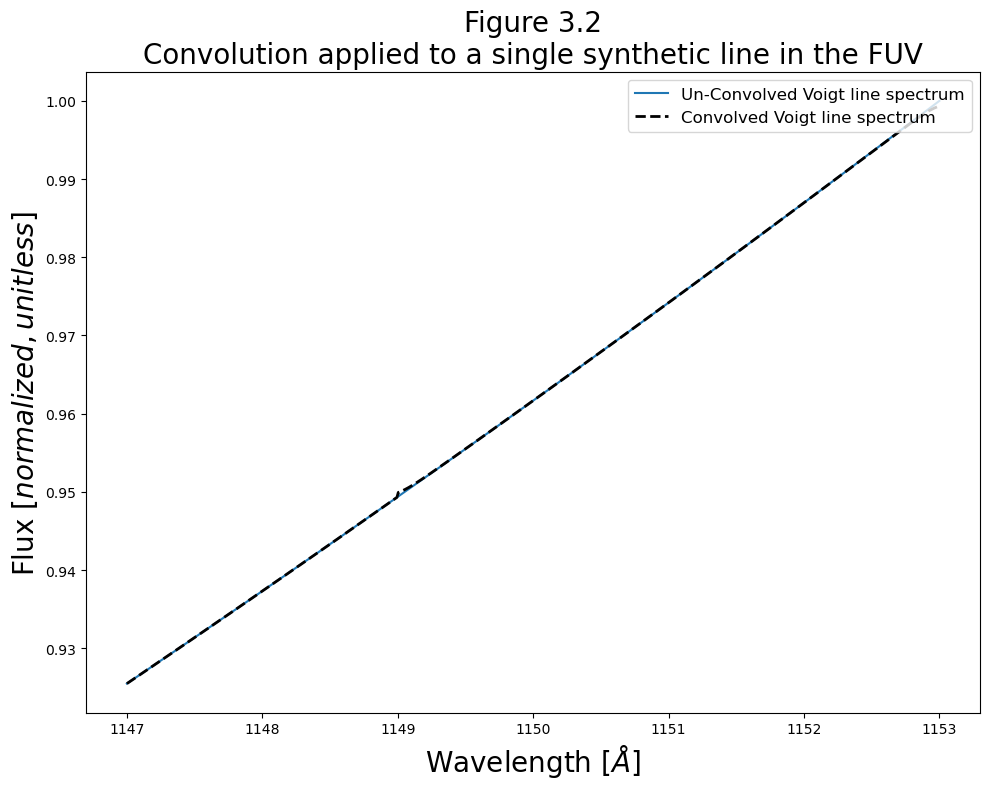 Figure 3.2
Convolution applied to a single synthetic line in the FUV
Un-Convolved Voigt line spectrum
Convolved Voigt line spectrum
Flux [normalized, unitless]
1.00
0.99
0.98
0.97
0.96
0.95
0.94
0.93
1147 1148 1149 1150 1151 1152 1153
Wavelength [Å]